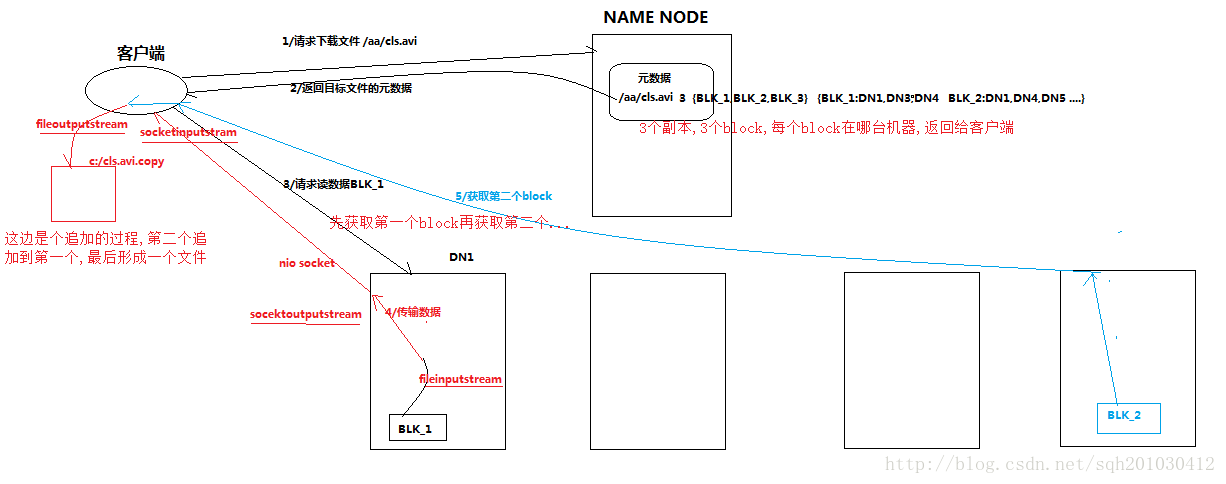 NAME NODE
1/请求下载文件 /aa/cls.avi
客户端
元数据
2/返回目标文件的元数据
/aa/cls.avi 3 {BLK_1,BLK_2,BLK_3} {BLK_1:DN1,DN3;DN4 BLK_2:DN1,DN4,DN5 ....}
fileoutputstream
socketinputstram
3个副本,3个block,每个block在哪台机器,返回给客户端
c:/cls.avi.copy
3/请求读数据BLK_1
5/获取第二个block
先获取第一个block再获取第二个...
这边是个追加的过程,第二个追
加到第一个,最后形成一个文件
nio socket
DN1
socektoutputstream
4/传输数据
fileinputstream
BLK_1
BLK_2
http://blog.csdn.net/sqh201030412